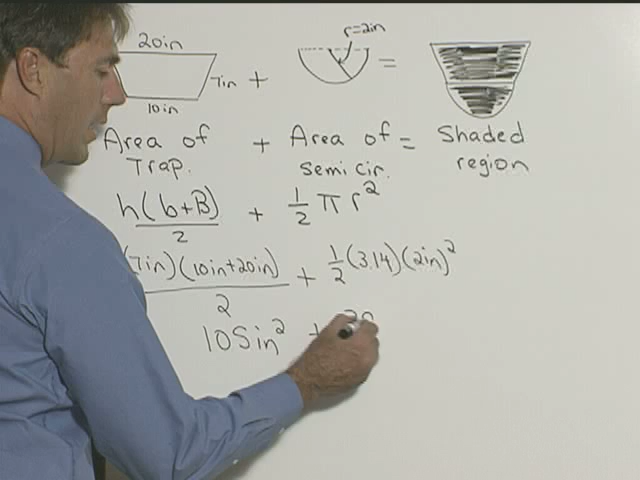 20in
r=2in
7in + =
10in
Area of + Area of = Shaded
Trap. semi cir. region
h(b+B) + 1/2 π r²
2
(7in)(10in+20in) + 1/2 (3.14)(2in)²
2
105in² +